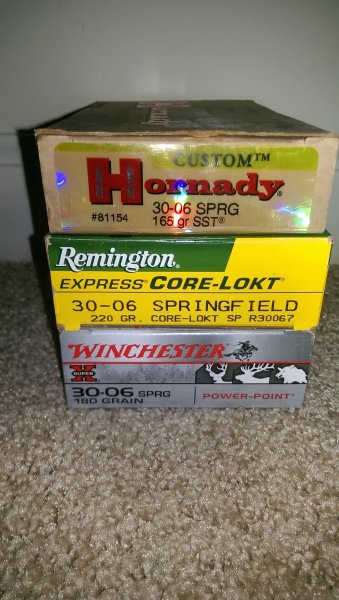 CUSTOM™
Hornady®
#81154
30-06 SPRG
165 gr SST®
Remington®
EXPRESS® CORE-LOKT
30-06 SPRINGFIELD
220 GR. CORE-LOKT SP R30067
WINCHESTER
X
SUPER
30-06 SPRG
180 GRAIN
POWER-POINT®